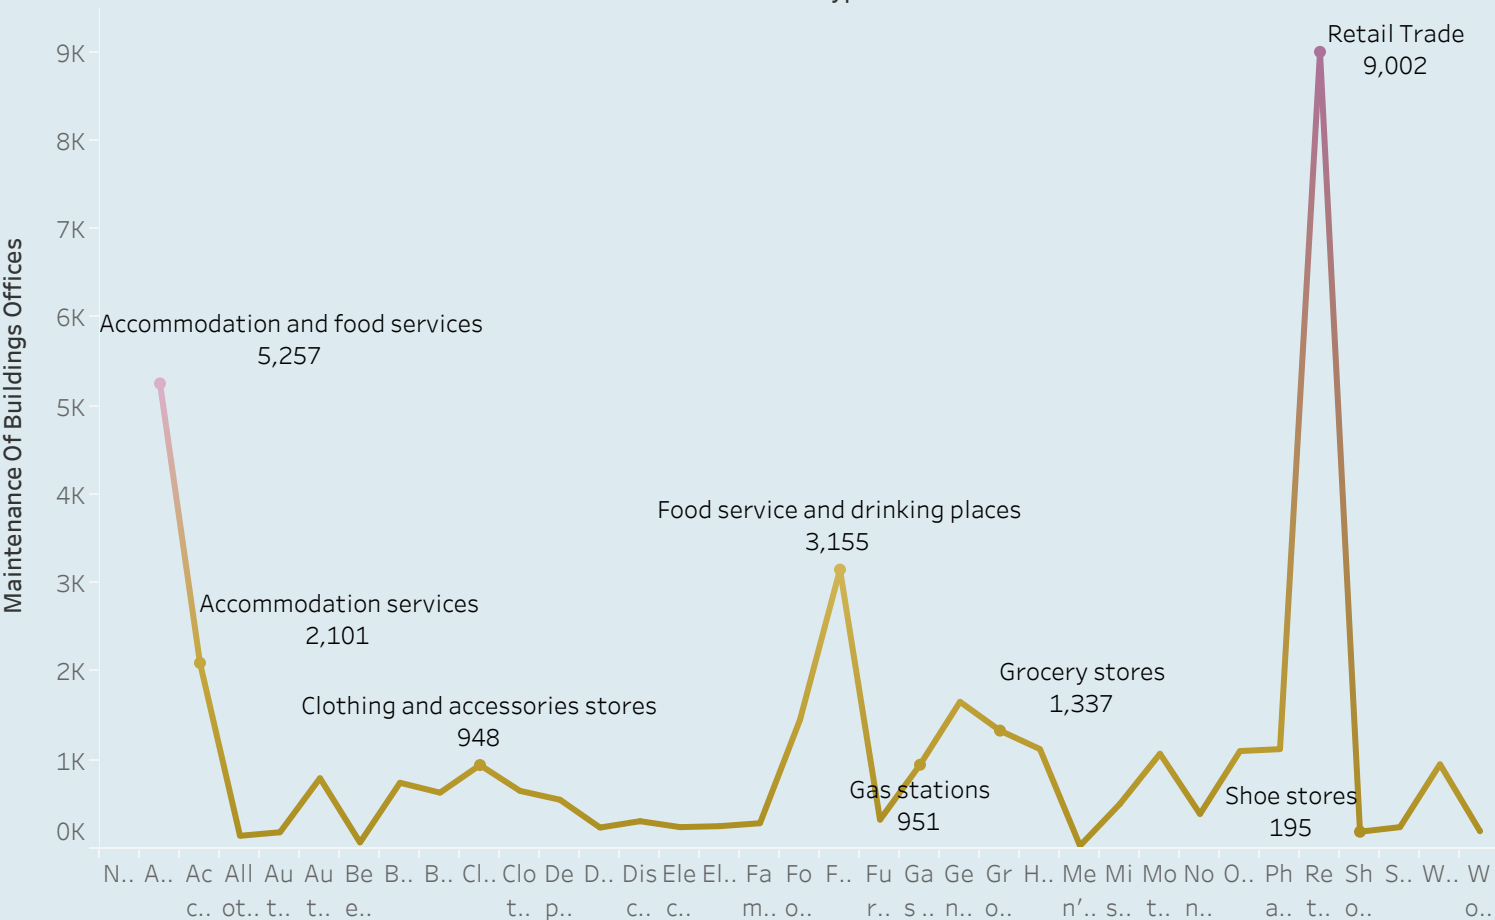 Retail Trade
9,002
9K
8K
7K
6K
5K
4K
3K
2K
1K
0K
Maintenance Of Buildings Offices
Accommodation and food services
5,257
Accommodation services
2,101
Clothing and accessories stores
948
Food service and drinking places
3,155
Grocery stores
1,337
Gas stations
951
Shoe stores
195
N.. A.. Ac All Au Au Be B.. B.. Cl.. Clo De D.. Dis Ele El.. Fa Fo F.. Fu Ga Ge Gr H.. Me Mi Mo No O.. Ph Re Sh S.. W.. W
c.. ot.. t.. t.. e.. t.. p.. c.. c.. m.. o.. r.. s .. n.. o.. n’.. s.. t.. n.. a.. t.. o.. o..